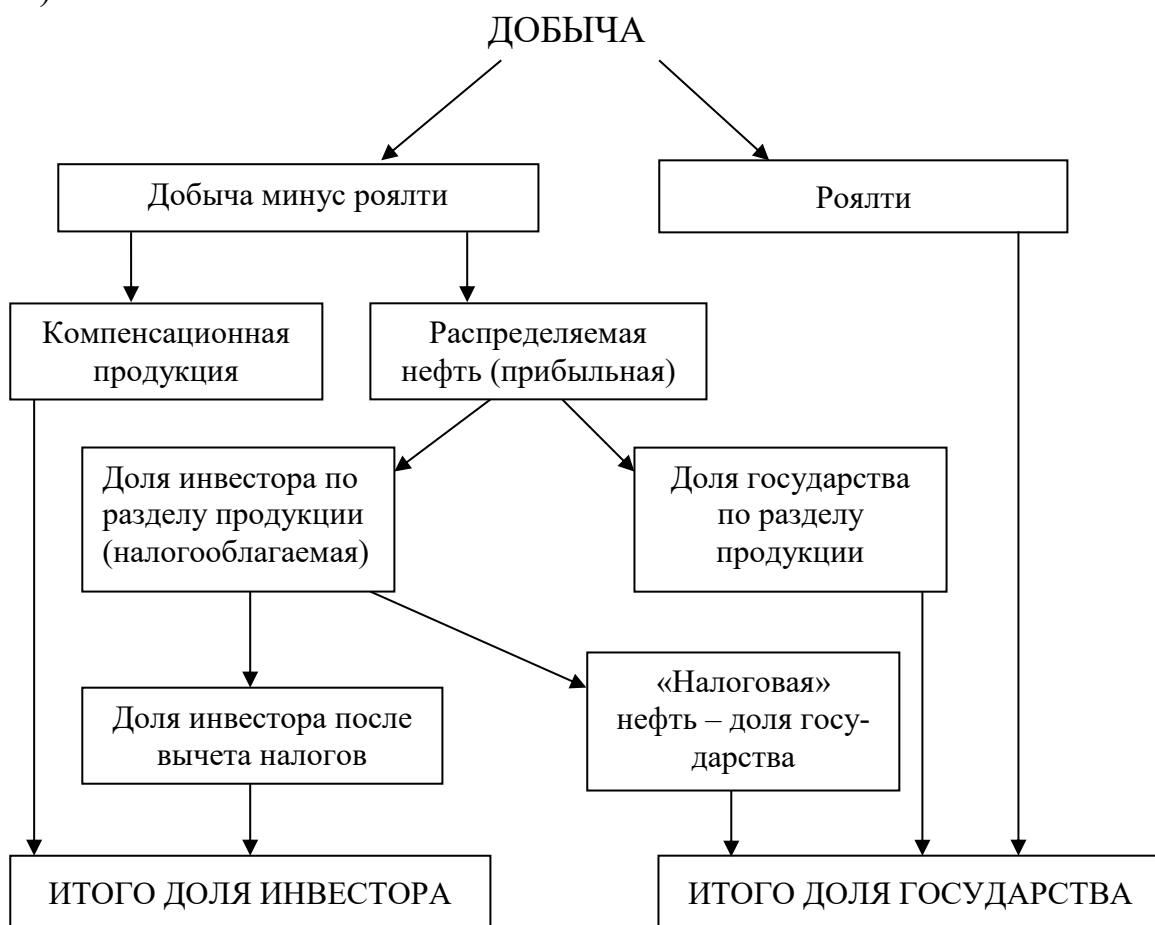 )
ДОБЫЧА
Добыча минус роялти
Роялти
Компенсационная
продукция
Распределяемая
нефть (прибыльная)
Доля инвестора по
разделу продукции
(налогооблагаемая)
Доля государства
по разделу
продукции
Доля инвестора после
вычета налогов
«Налоговая»
нефть – доля госу-
дарства
ИТОГО ДОЛЯ ИНВЕСТОРА
ИТОГО ДОЛЯ ГОСУДАРСТВА